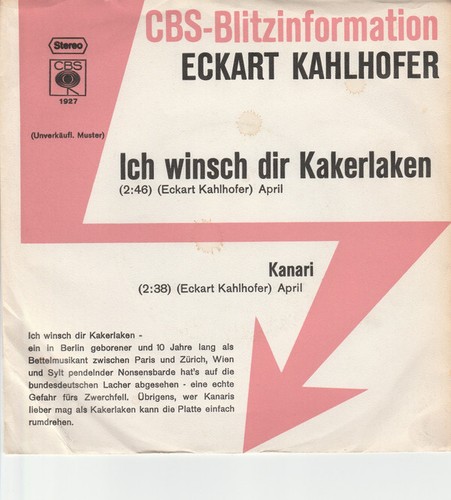 CBS-Blitzinformation
Stereo
ECKART KAHLHOFER
CBS
1927
(Unverkäufl. Muster)
Ich winsch dir Kakerlaken
(2:46) (Eckart Kahlhofer) April
Kanari
(2:38) (Eckart Kahlhofer) April
Ich winsch dir Kakerlaken -
ein in Berlin geborener und 10 Jahre lang als
Bettelmusikant zwischen Paris und Zürich, Wien
und Sylt pendelnder Nonsensbarde hat's auf die
bundesdeutschen Lacher abgesehen - eine echte
Gefahr fürs Zwerchfell. Übrigens, wer Kanaris
lieber mag als Kakerlaken kann die Platte einfach
rumdrehen.